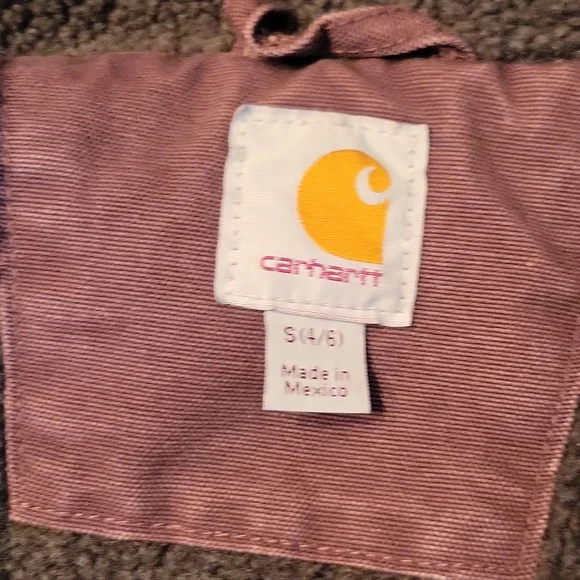 carhartt
S (4/6)
Made in
Mexico